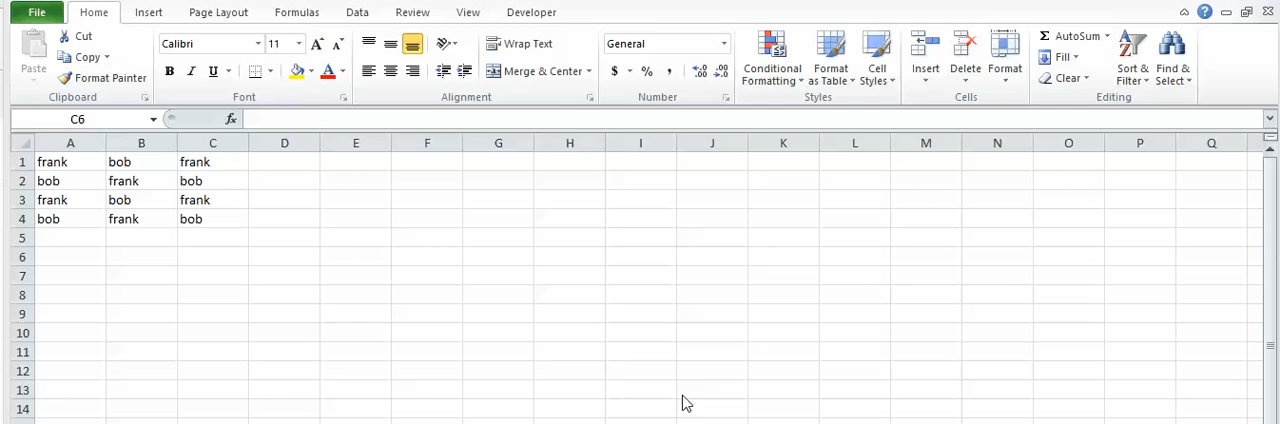 File Home Insert Page Layout Formulas Data Review View Developer
Paste
Cut
Copy
Format Painter
Clipboard
Calibri 11
B I U
Font
Wrap Text
Merge & Center
Alignment
General
$ % ,
Number
Conditional Formatting
Format as Table
Cell Styles
Styles
Insert Delete Format
Cells
Σ AutoSum
Fill
Clear
Sort & Filter
Find & Select
Editing
C6 fx
A B C D E F G H I J K L M N O P Q
1 frank bob frank
2 bob frank bob
3 frank bob frank
4 bob frank bob
5
6
7
8
9
10
11
12
13
14